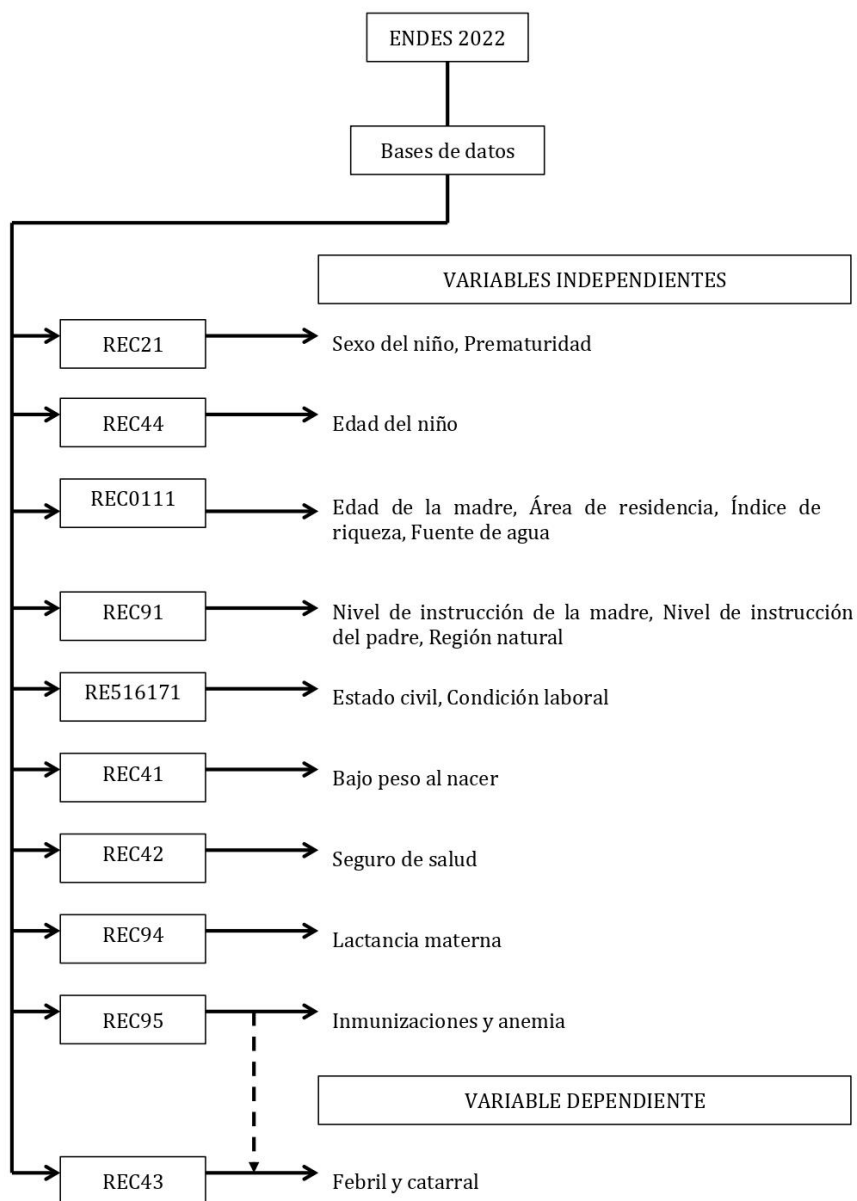 ENDES 2022
Bases de datos
VARIABLES INDEPENDIENTES
REC21
Sexo del niño, Prematuridad
REC44
Edad del niño
REC0111
Edad de la madre, Área de residencia, Índice de
riqueza, Fuente de agua
REC91
Nivel de instrucción de la madre, Nivel de instrucción
del padre, Región natural
RE516171
Estado civil, Condición laboral
REC41
Bajo peso al nacer
REC42
Seguro de salud
REC94
Lactancia materna
REC95
Inmunizaciones y anemia
VARIABLE DEPENDIENTE
REC43
Febril y catarral